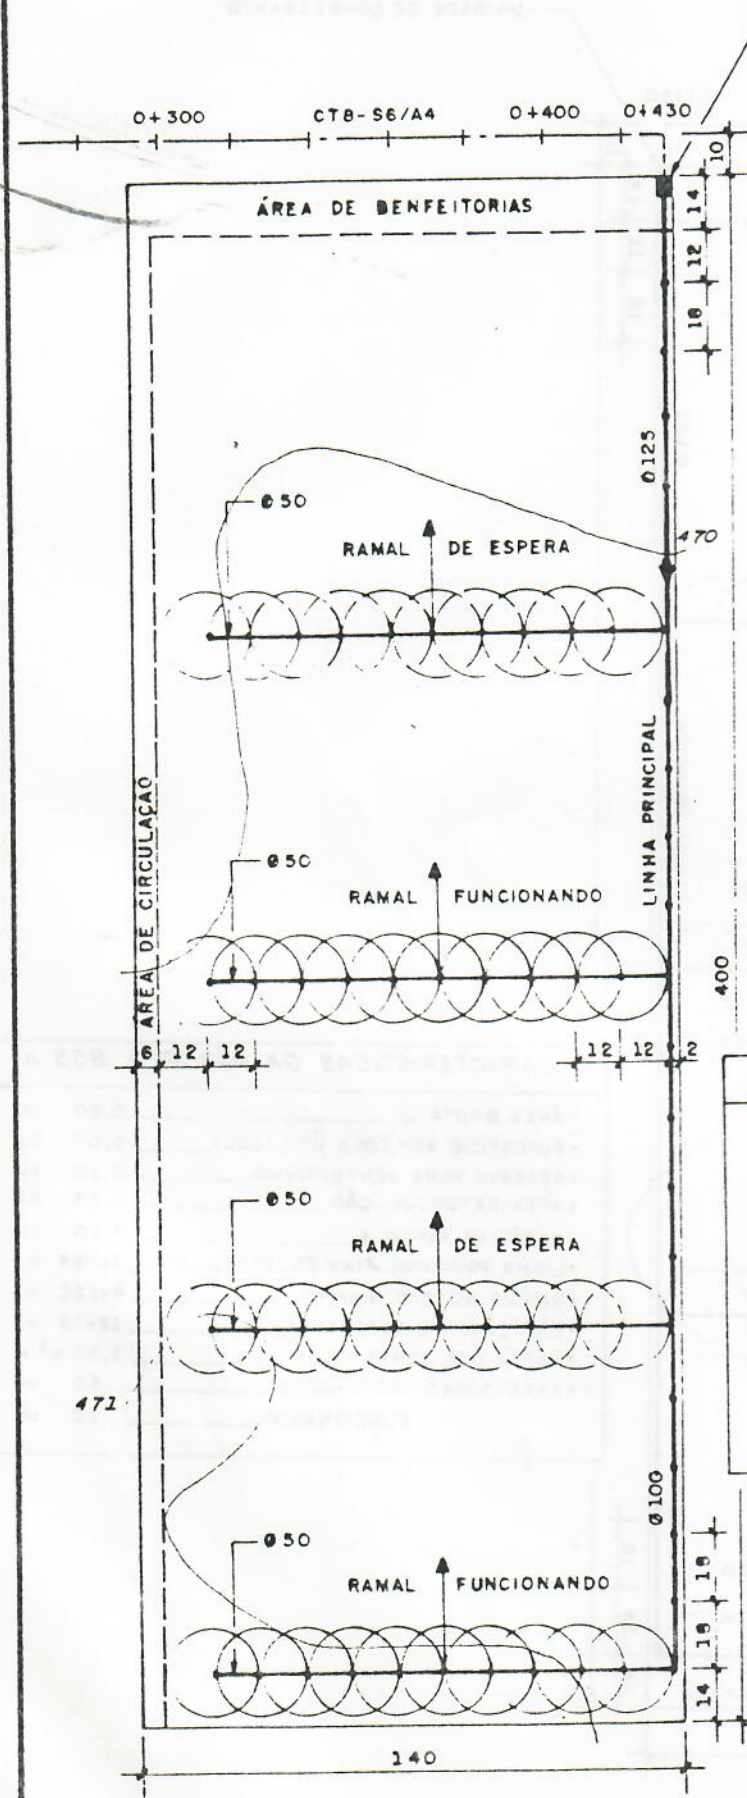 0+300 CTB-S6/A4 0+400 0+430
10
ÁREA DE BENFEITORIAS
14
12
18
Ø125
Ø50
470
RAMAL DE ESPERA
LINHA PRINCIPAL
ÁREA DE CIRCULAÇÃO
Ø50
RAMAL FUNCIONANDO
400
6 12 12 12 12 2
Ø50
RAMAL DE ESPERA
471
Ø100
Ø50
18
RAMAL FUNCIONANDO
18
14
140